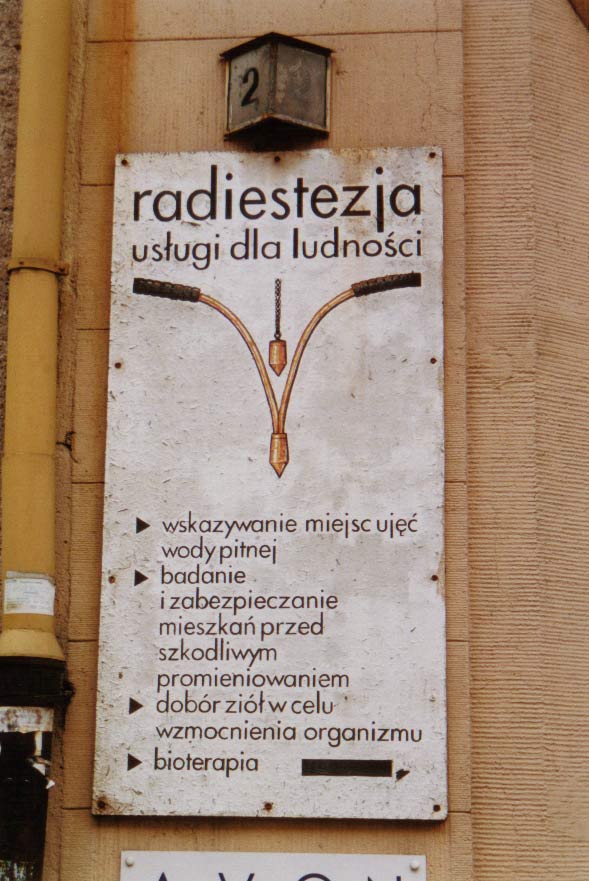 2
radiestezja
usługi dla ludności
wskazywanie miejsc ujęć
wody pitnej
badanie
i zabezpieczanie
mieszkań przed
szkodliwym
promieniowaniem
dobór ziół w celu
wzmocnienia organizmu
bioterapia
AVON